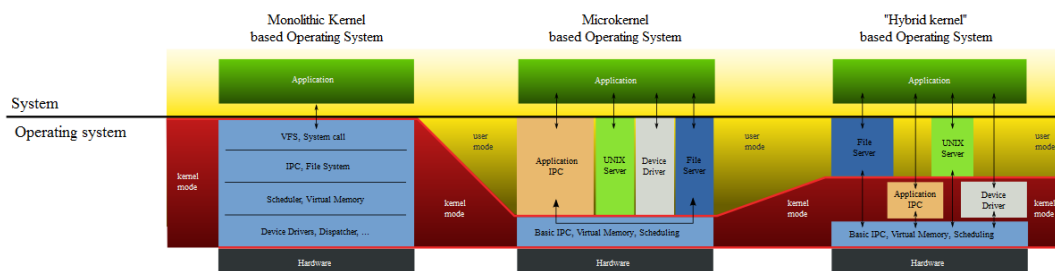 Monolithic Kernel
based Operating System
Microkernel
based Operating System
"Hybrid kernel"
based Operating System
Application
Application
Application
System
Operating system
VFS, System call
IPC, File System
Scheduler, Virtual Memory
Device Drivers, Dispatcher, ...
kernel
mode
kernel
mode
user
mode
Application
IPC
UNIX
Server
Device
Driver
File
Server
Basic IPC, Virtual Memory, Scheduling
user
mode
kernel
mode
File
Server
UNIX
Server
Application
IPC
Device
Driver
kernel
mode
Basic IPC, Virtual Memory, Scheduling
Hardware
Hardware
Hardware